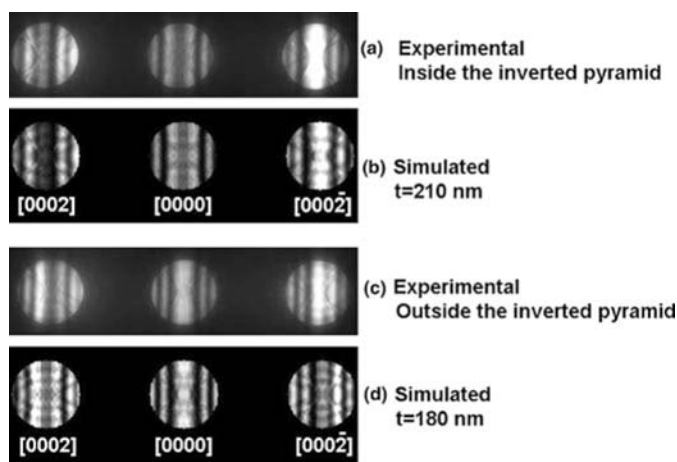 (a) Experimental
Inside the inverted pyramid
(b) Simulated
t=210 nm
[0002] [0000] [0002̄]
(c) Experimental
Outside the inverted pyramid
(d) Simulated
t=180 nm
[0002] [0000] [0002̄]